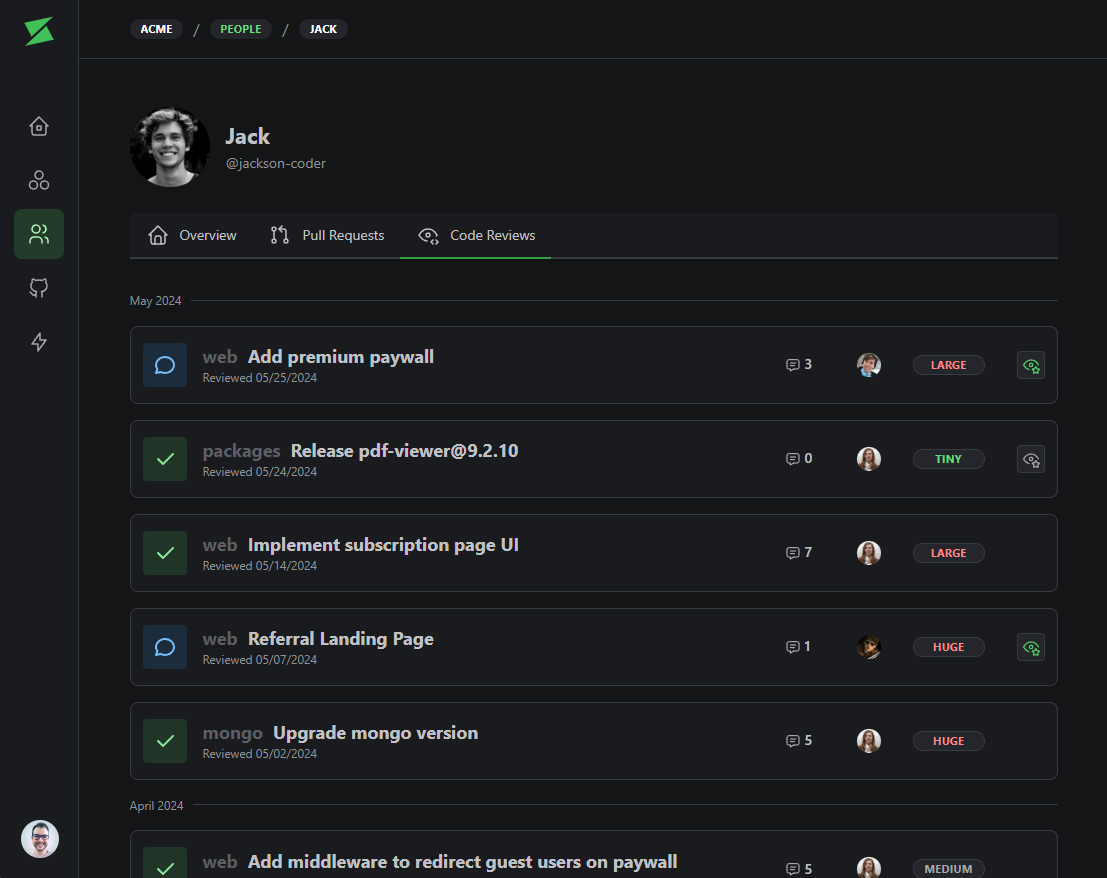 ACME / PEOPLE / JACK
Jack
@jackson-coder
Overview Pull Requests Code Reviews
May 2024
web Add premium paywall 3 LARGE
Reviewed 05/25/2024
packages Release pdf-viewer@9.2.10 0 TINY
Reviewed 05/24/2024
web Implement subscription page UI 7 LARGE
Reviewed 05/14/2024
web Referral Landing Page 1 HUGE
Reviewed 05/07/2024
mongo Upgrade mongo version 5 HUGE
Reviewed 05/02/2024
April 2024
web Add middleware to redirect guest users on paywall 5 MEDIUM